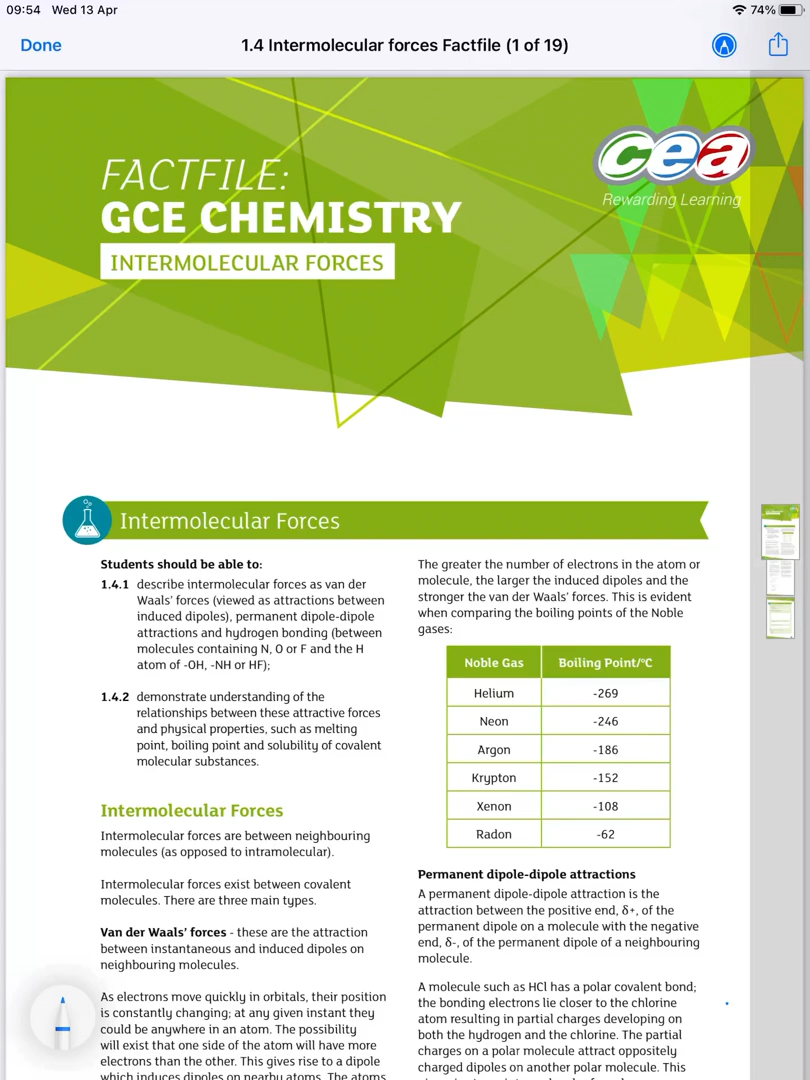 09:54 Wed 13 Apr
74%
Done
1.4 Intermolecular forces Factfile (1 of 19)
FACTFILE:
GCE CHEMISTRY
INTERMOLECULAR FORCES
cea
Rewarding Learning
Intermolecular Forces
Students should be able to:
1.4.1 describe intermolecular forces as van der
Waals’ forces (viewed as attractions between
induced dipoles), permanent dipole-dipole
attractions and hydrogen bonding (between
molecules containing N, O or F and the H
atom of -OH, -NH or HF);
1.4.2 demonstrate understanding of the
relationships between these attractive forces
and physical properties, such as melting
point, boiling point and solubility of covalent
molecular substances.
Intermolecular Forces
Intermolecular forces are between neighbouring
molecules (as opposed to intramolecular).
Intermolecular forces exist between covalent
molecules. There are three main types.
Van der Waals’ forces - these are the attraction
between instantaneous and induced dipoles on
neighbouring molecules.
As electrons move quickly in orbitals, their position
is constantly changing; at any given instant they
could be anywhere in an atom. The possibility
will exist that one side of the atom will have more
electrons than the other. This gives rise to a dipole
which induces dipoles on nearby atoms. The atoms
The greater the number of electrons in the atom or
molecule, the larger the induced dipoles and the
stronger the van der Waals’ forces. This is evident
when comparing the boiling points of the Noble
gases:
Noble Gas Boiling Point/°C
Helium -269
Neon -246
Argon -186
Krypton -152
Xenon -108
Radon -62
Permanent dipole-dipole attractions
A permanent dipole-dipole attraction is the
attraction between the positive end, δ+, of the
permanent dipole on a molecule with the negative
end, δ-, of the permanent dipole of a neighbouring
molecule.
A molecule such as HCl has a polar covalent bond;
the bonding electrons lie closer to the chlorine
atom resulting in partial charges developing on
both the hydrogen and the chlorine. The partial
charges on a polar molecule attract oppositely
charged dipoles on another polar molecule. This